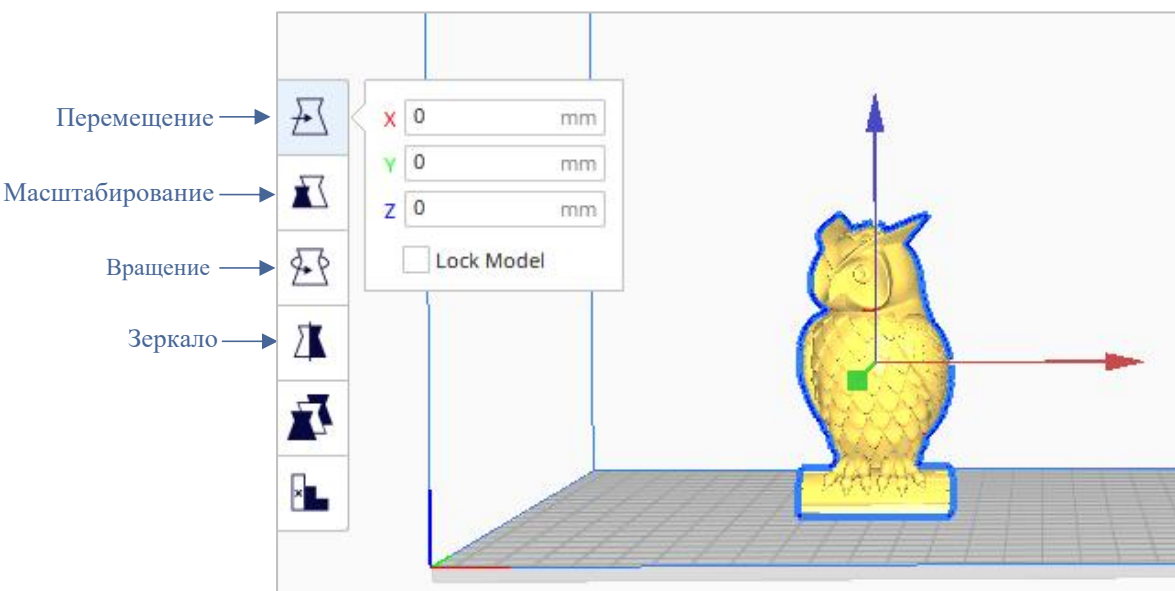 Перемещение
X 0 mm
Масштабирование
Y 0 mm
Z 0 mm
Вращение
Lock Model
Зеркало